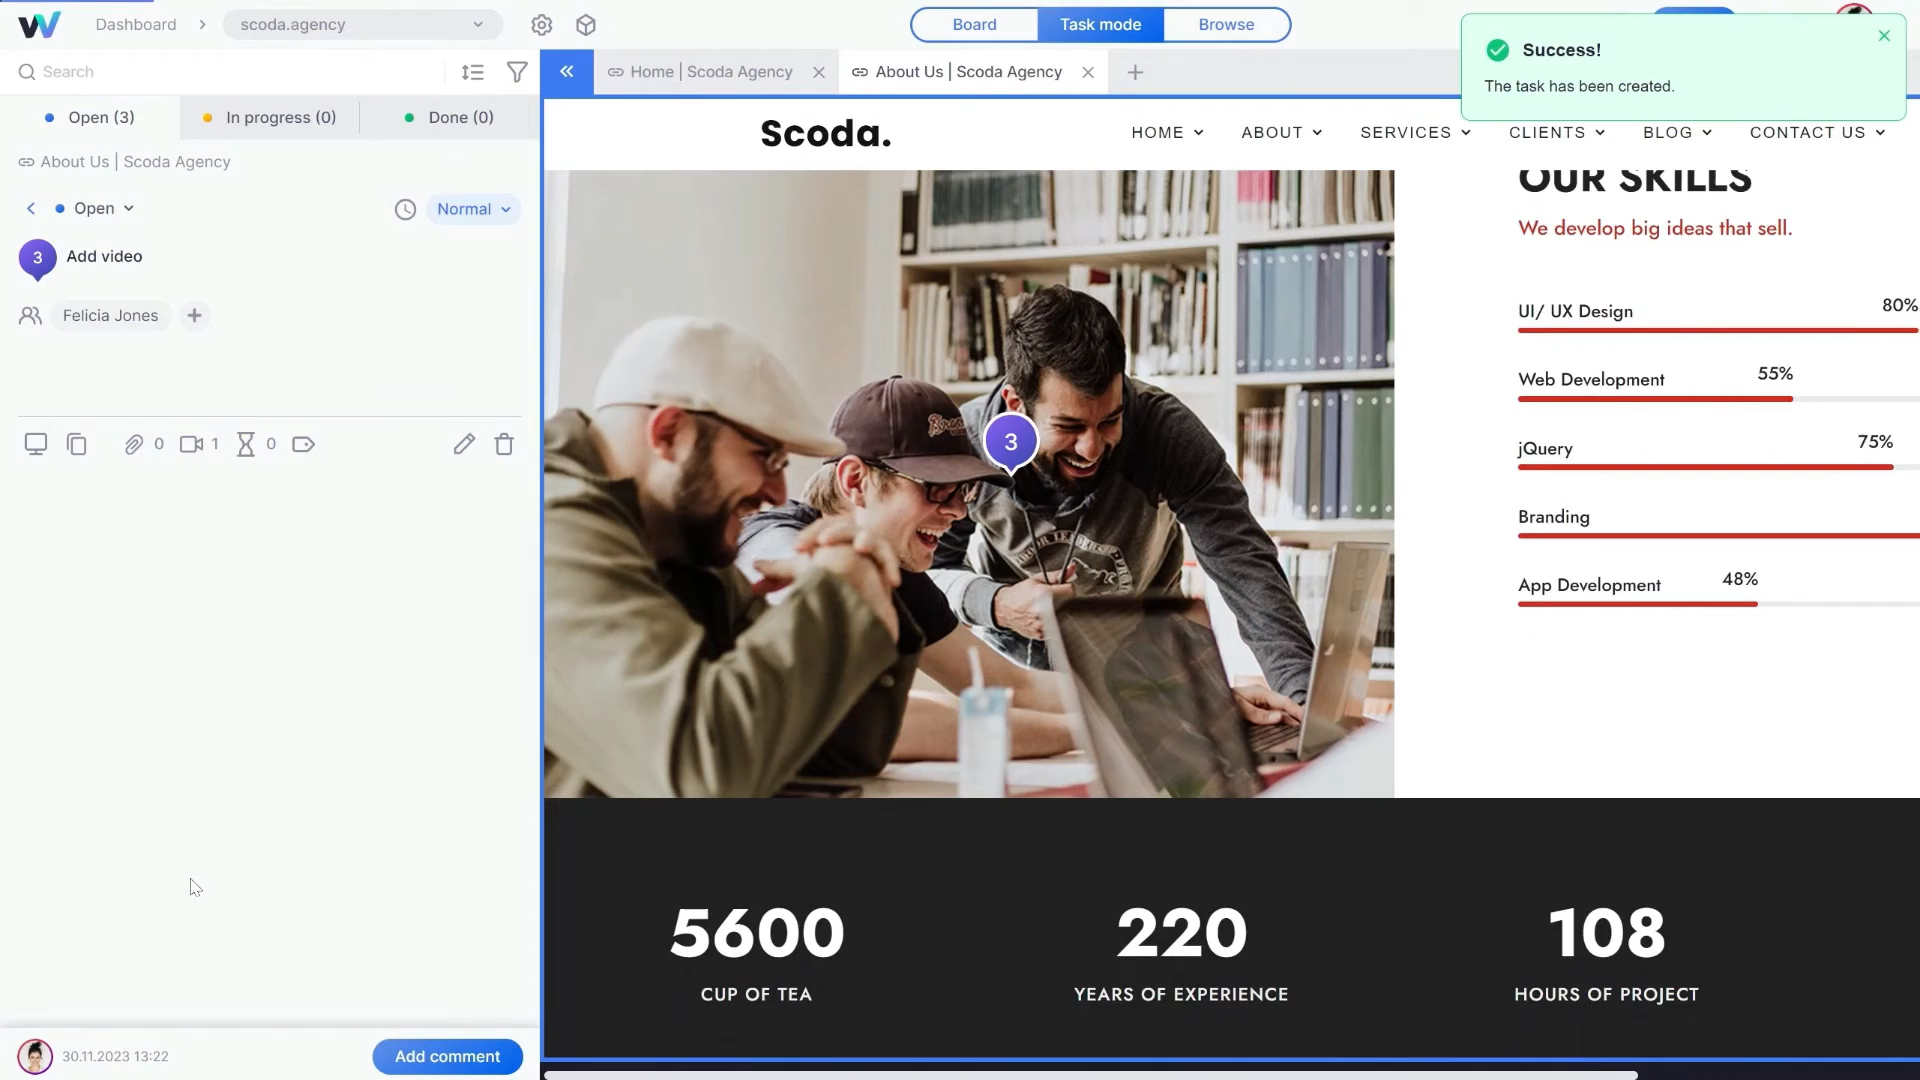 Dashboard
scoda.agency
Board
Task mode
Browse
Success!
The task has been created.
Search
Home | Scoda Agency
About Us | Scoda Agency
Open (3)
In progress (0)
Done (0)
About Us | Scoda Agency
Open
Normal
3
Add video
Felicia Jones
0
1
0
Scoda.
HOME
ABOUT
SERVICES
CLIENTS
BLOG
CONTACT US
OUR SKILLS
We develop big ideas that sell.
UI/ UX Design
80%
Web Development
55%
jQuery
75%
Branding
App Development
48%
3
5600
CUP OF TEA
220
YEARS OF EXPERIENCE
108
HOURS OF PROJECT
30.11.2023 13:22
Add comment